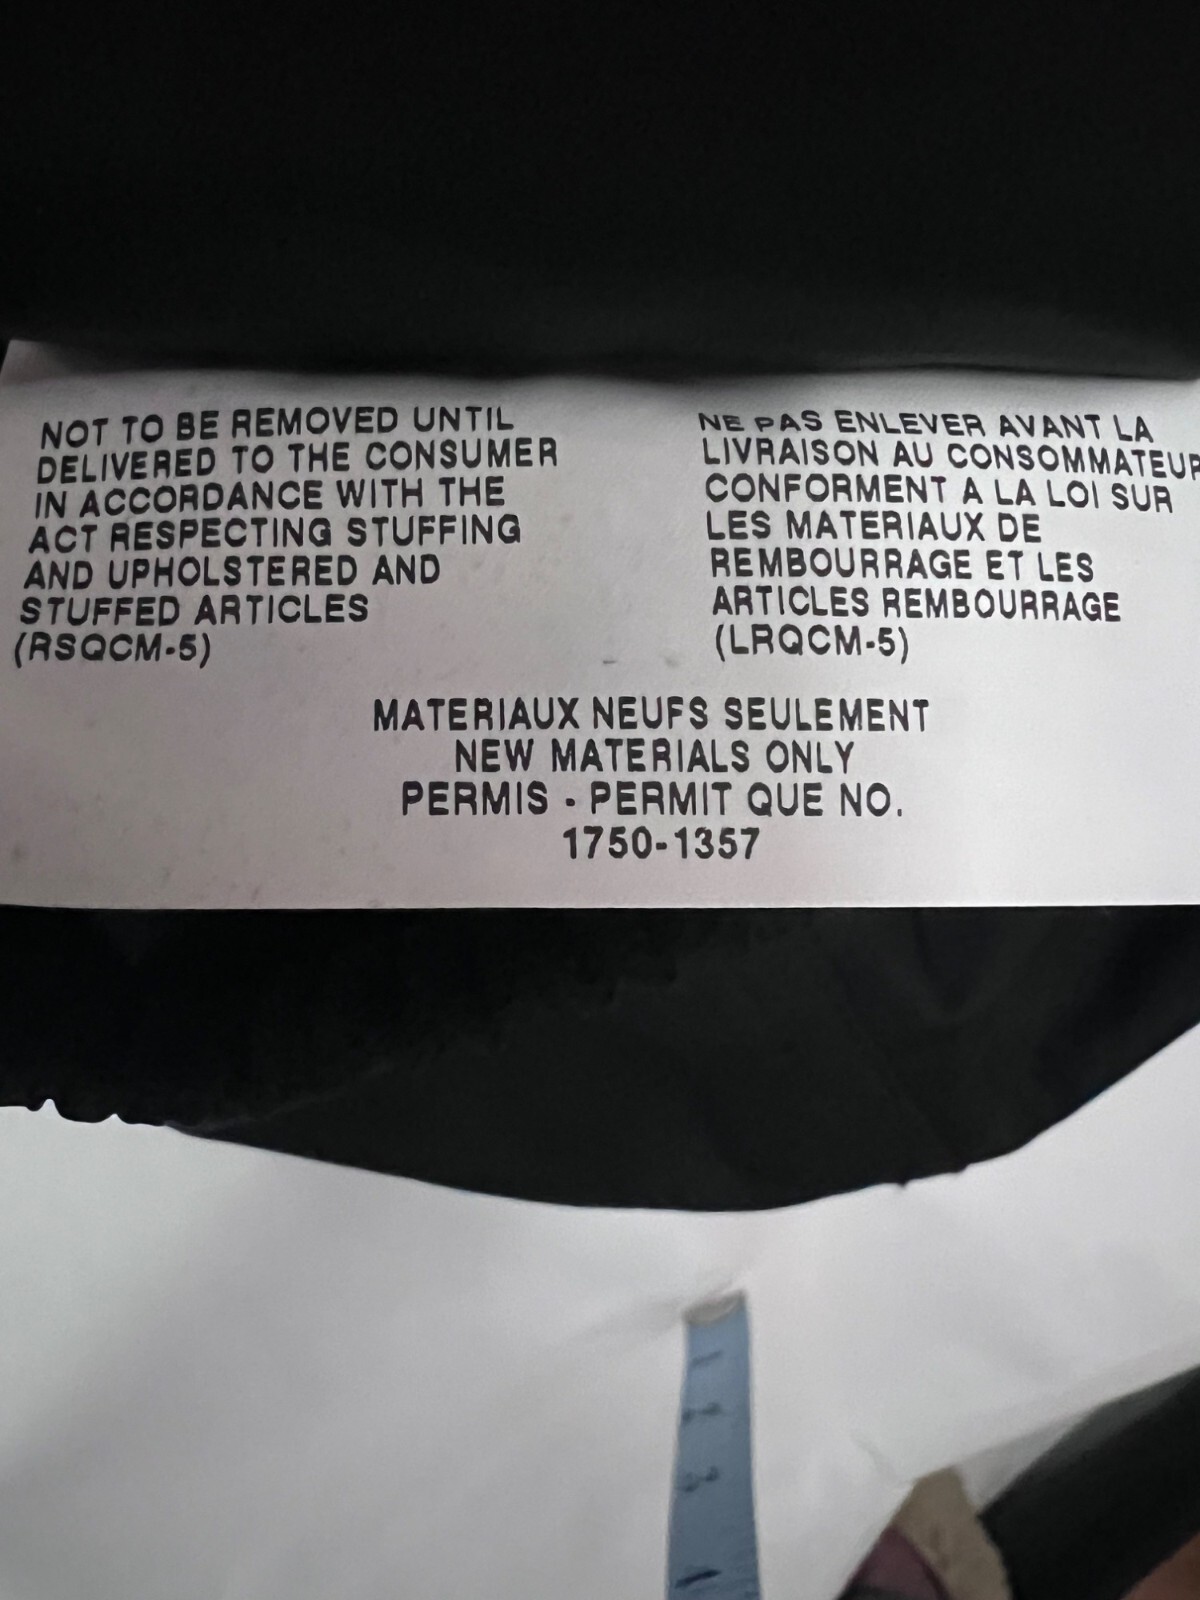 NOT TO BE REMOVED UNTIL
DELIVERED TO THE CONSUMER
IN ACCORDANCE WITH THE
ACT RESPECTING STUFFING
AND UPHOLSTERED AND
STUFFED ARTICLES
(RSQCM-5)
NE PAS ENLEVER AVANT LA
LIVRAISON AU CONSOMMATEUR
CONFORMENT A LA LOI SUR
LES MATERIAUX DE
REMBOURRAGE ET LES
ARTICLES REMBOURRAGE
(LRQCM-5)
MATERIAUX NEUFS SEULEMENT
NEW MATERIALS ONLY
PERMIS - PERMIT QUE NO.
1750-1357